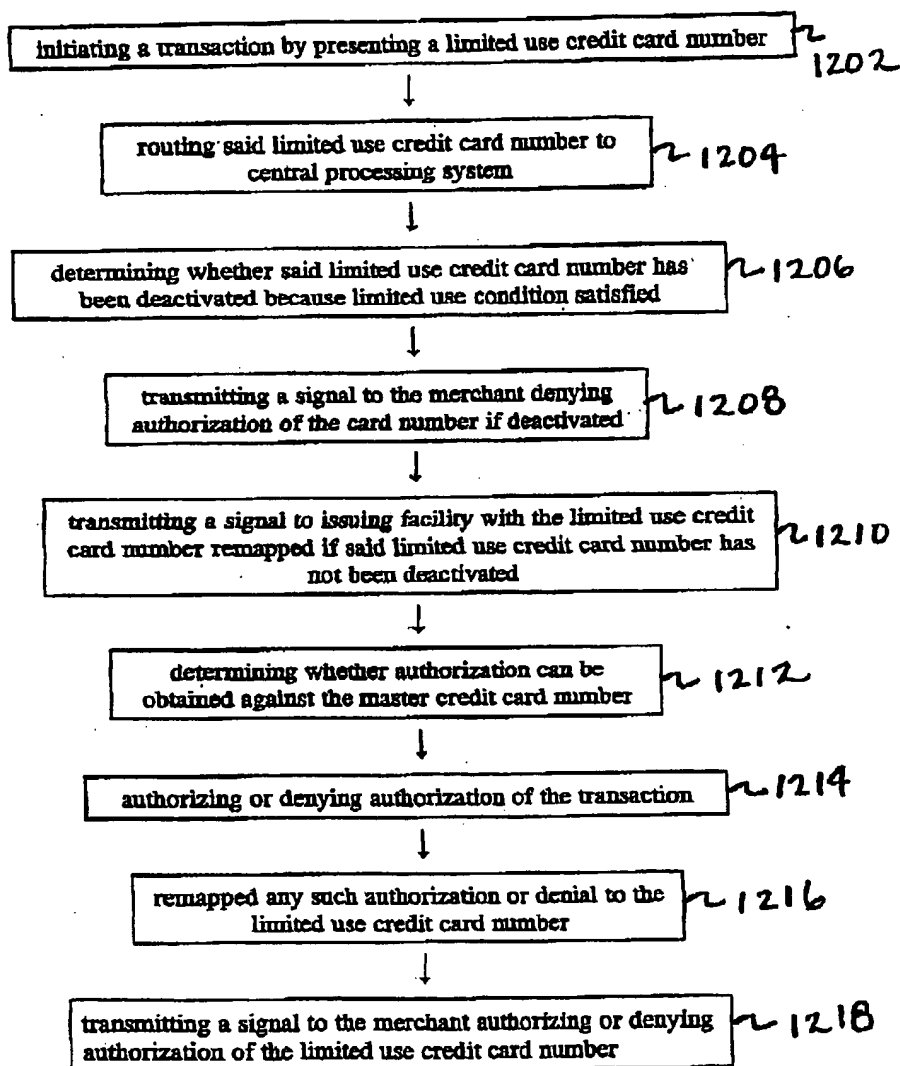 initiating a transaction by presenting a limited use credit card number
1202
routing said limited use credit card number to
central processing system
1204
determining whether said limited use credit card number has
been deactivated because limited use condition satisfied
1206
transmitting a signal to the merchant denying
authorization of the card number if deactivated
1208
transmitting a signal to issuing facility with the limited use credit
card number remapped if said limited use credit card number has
not been deactivated
1210
determining whether authorization can be
obtained against the master credit card number
1212
authorizing or denying authorization of the transaction
1214
remapped any such authorization or denial to the
limited use credit card number
1216
transmitting a signal to the merchant authorizing or denying
authorization of the limited use credit card number
1218